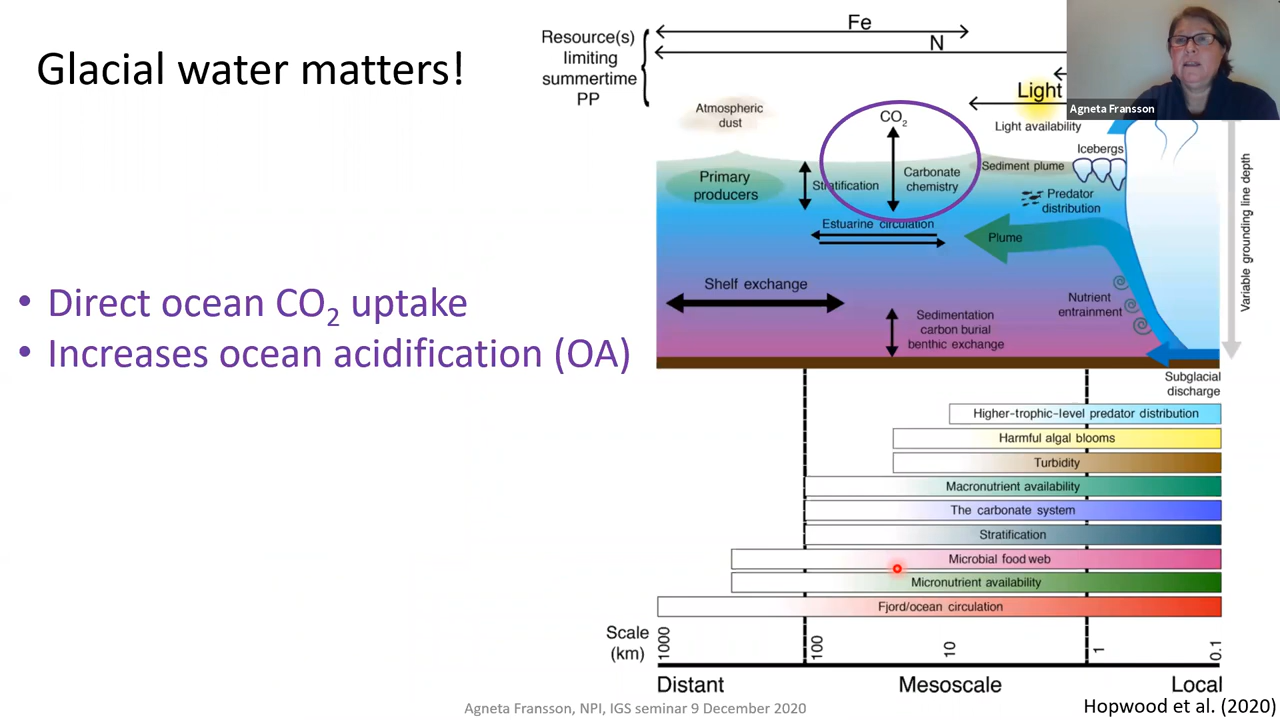 Glacial water matters!
• Direct ocean CO₂ uptake
• Increases ocean acidification (OA)
Resource(s)
limiting
summertime
PP
Fe
N
Light
Agneta Fransson
Atmospheric
dust
CO₂
Light availability
Icebergs
Sediment plume
Primary
producers
Stratification
Carbonate
chemistry
Predator
distribution
Estuarine circulation
Plume
Shelf exchange
Nutrient
entrainment
Sedimentation
carbon burial
benthic exchange
Variable grounding line depth
Subglacial
discharge
Higher-trophic-level predator distribution
Harmful algal blooms
Turbidity
Macronutrient availability
The carbonate system
Stratification
Microbial food web
Micronutrient availability
Fjord/ocean circulation
Scale
(km)
1000
100
10
1
0.1
Distant
Mesoscale
Local
Agneta Fransson, NPI, IGS seminar 9 December 2020
Hopwood et al. (2020)